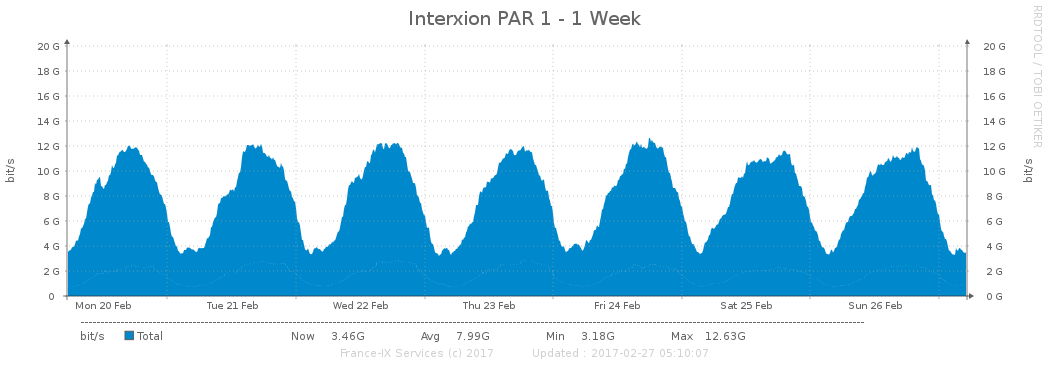 Interxion PAR 1 - 1 Week
RRDTOOL / TOBI OETIKER
bit/s
20 G 20 G
18 G 18 G
16 G 16 G
14 G 14 G
12 G 12 G
10 G 10 G
8 G 8 G
6 G 6 G
4 G 4 G
2 G 2 G
0 0 G
bit/s
Mon 20 Feb Tue 21 Feb Wed 22 Feb Thu 23 Feb Fri 24 Feb Sat 25 Feb Sun 26 Feb
bit/s Total Now 3.46G Avg 7.99G Min 3.18G Max 12.63G
France-IX Services (c) 2017 Updated : 2017-02-27 05:10:07